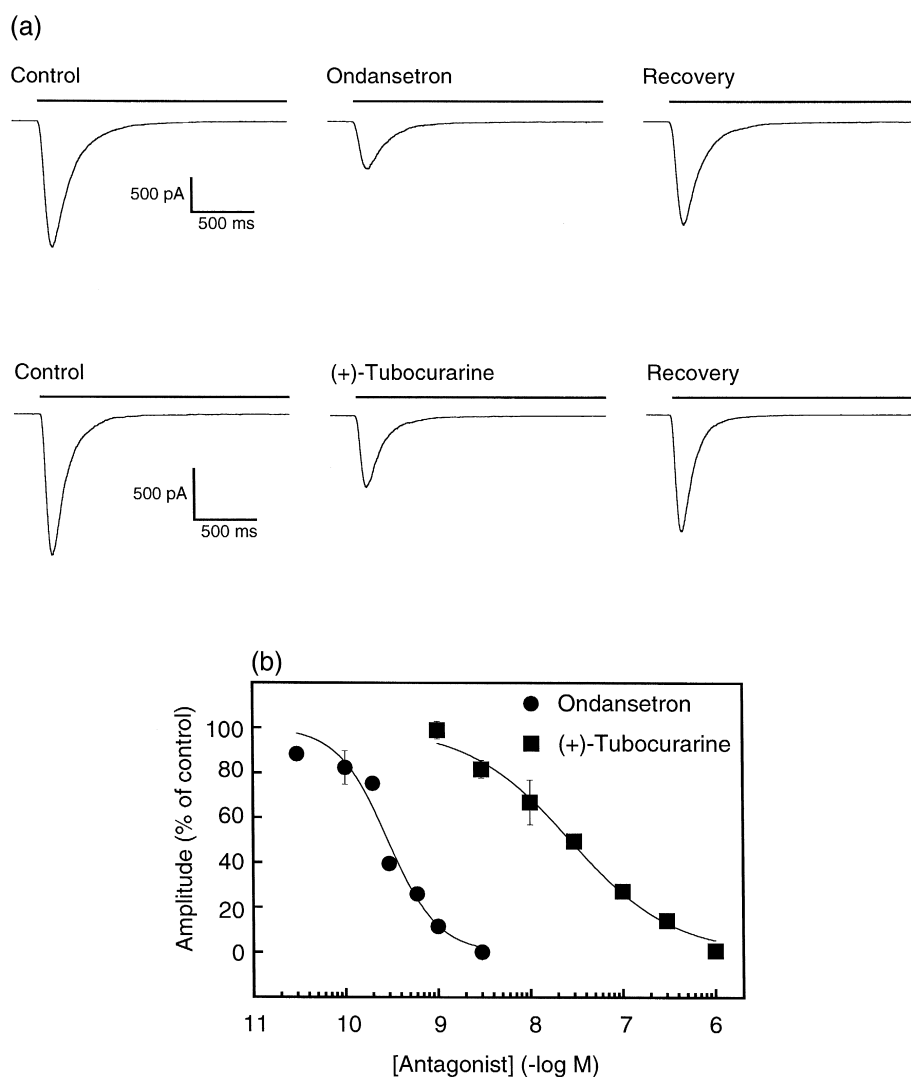 (a)
Control
Ondansetron
Recovery
500 pA
500 ms
Control
(+)-Tubocurarine
Recovery
500 pA
500 ms
(b)
Ondansetron
(+)-Tubocurarine
Amplitude (% of control)
100
80
60
40
20
0
11 10 9 8 7 6
[Antagonist] (-log M)